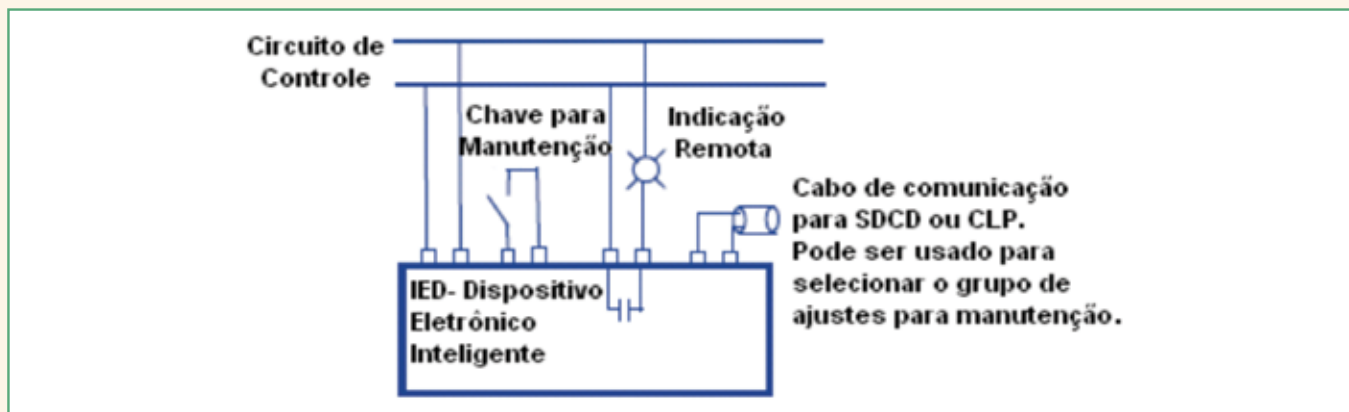 Circuito de
Controle
Chave para
Manutenção
Indicação
Remota
Cabo de comunicação
para SDCD ou CLP.
Pode ser usado para
selecionar o grupo de
ajustes para manutenção.
IED- Dispositivo
Eletrônico
Inteligente